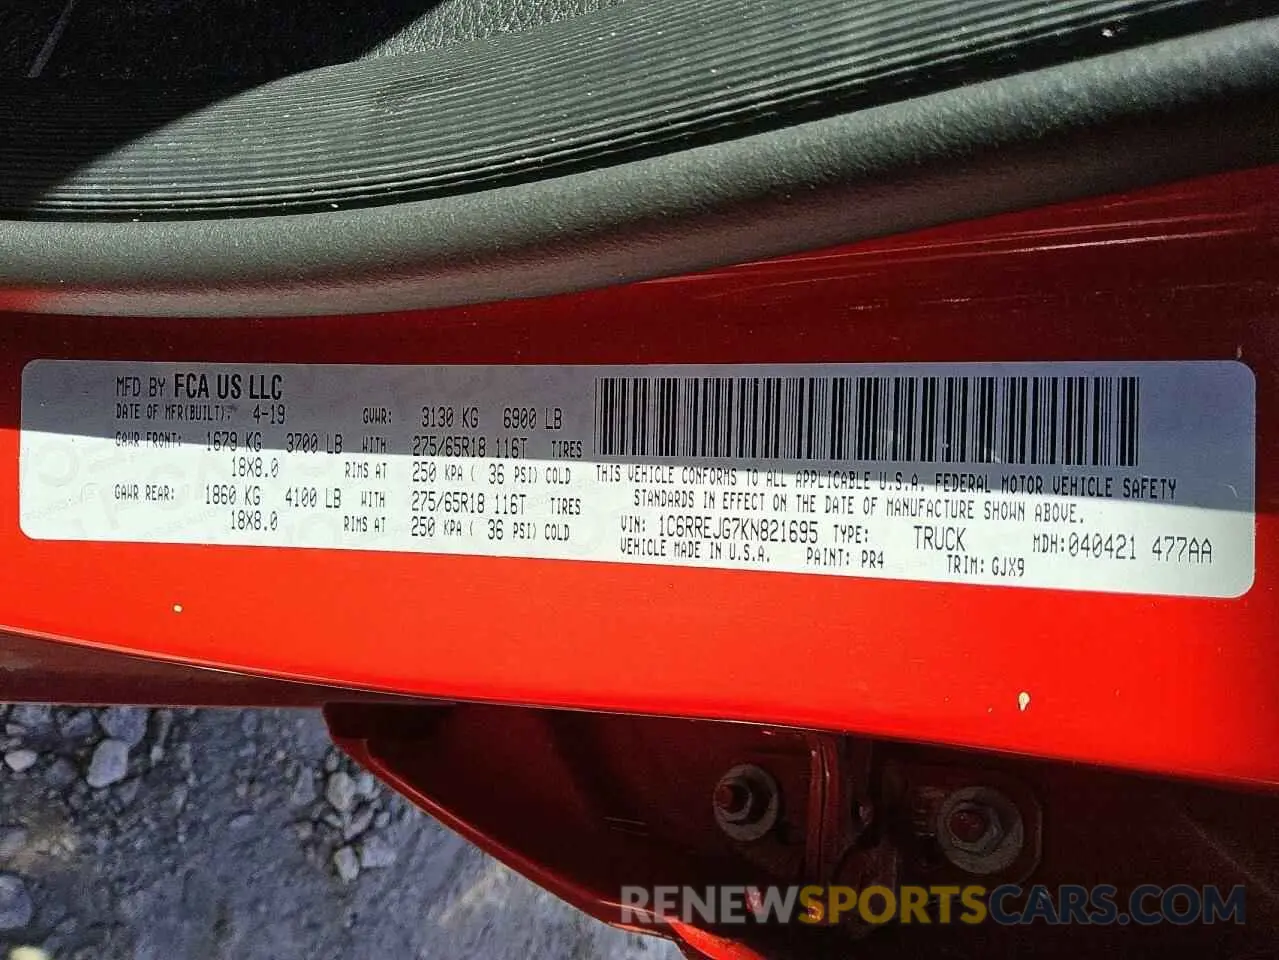 MFD BY FCA US LLC
DATE OF MFR(BUILT): 4-19 GVWR: 3130 KG 6900 LB
GAWR FRONT: 1679 KG 3700 LB WITH 275/65R18 116T TIRES
18X8.0 RIMS AT 250 KPA ( 36 PSI) COLD
GAWR REAR: 1860 KG 4100 LB WITH 275/65R18 116T TIRES
18X8.0 RIMS AT 250 KPA ( 36 PSI) COLD
THIS VEHICLE CONFORMS TO ALL APPLICABLE U.S.A. FEDERAL MOTOR VEHICLE SAFETY
STANDARDS IN EFFECT ON THE DATE OF MANUFACTURE SHOWN ABOVE.
VIN: 1C6RREJG7KN821695 TYPE: TRUCK MDH:040421 477AA
VEHICLE MADE IN U.S.A. PAINT: PR4 TRIM: GJX9
RENEWSPORTSCARS.COM